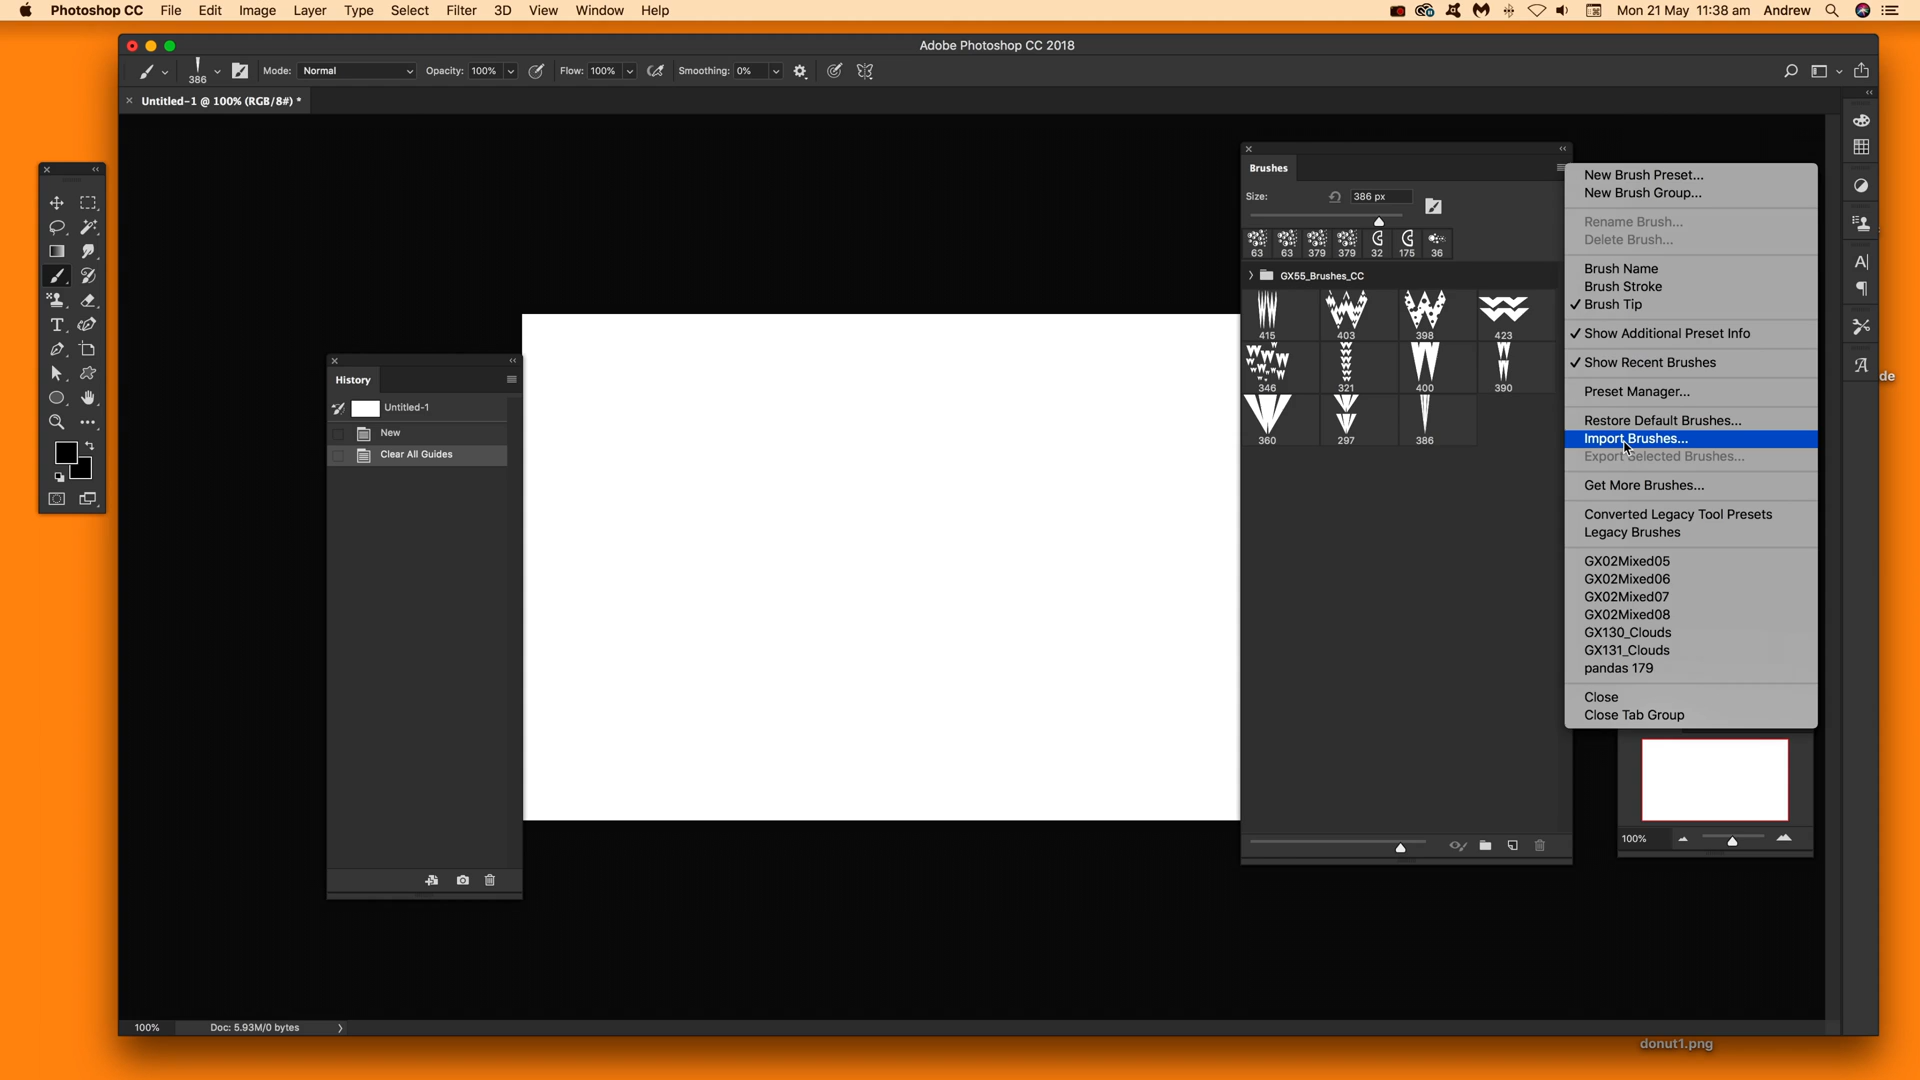 Photoshop CC File Edit Image Layer Type Select Filter 3D View Window Help Mon 21 May 11:38 am Andrew
Adobe Photoshop CC 2018
386 Mode: Normal Opacity: 100% Flow: 100% Smoothing: 0%
Untitled-1 @ 100% (RGB/8#) *
History
Untitled-1
New
Clear All Guides
Brushes
Size: 386 px
63 63 379 379 32 175 36
GX55_Brushes_CC
415 403 398 423
346 321 400 390
360 297 386
New Brush Preset...
New Brush Group...
Rename Brush...
Delete Brush...
Brush Name
Brush Stroke
✓ Brush Tip
✓ Show Additional Preset Info
✓ Show Recent Brushes
Preset Manager...
Restore Default Brushes...
Import Brushes...
Export Selected Brushes...
Get More Brushes...
Converted Legacy Tool Presets
Legacy Brushes
GX02Mixed05
GX02Mixed06
GX02Mixed07
GX02Mixed08
GX130_Clouds
GX131_Clouds
pandas 179
Close
Close Tab Group
de
100%
100% Doc: 5.93M/0 bytes
donut1.png